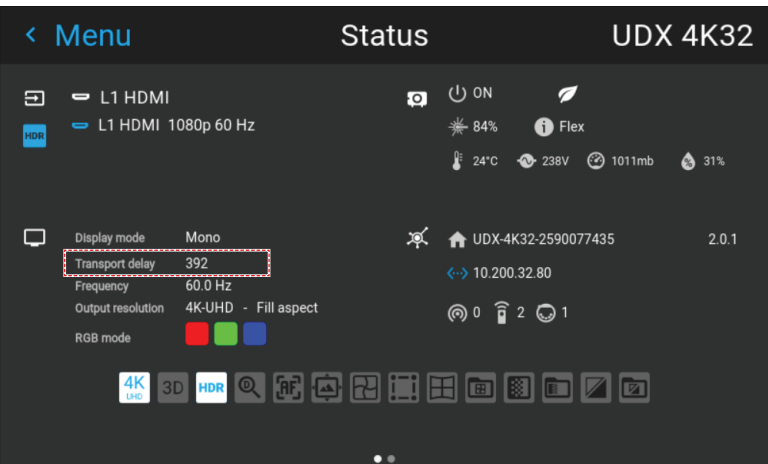 Menu
Status
UDX 4K32
L1 HDMI
HDR
L1 HDMI 1080p 60 Hz
ON
84%
Flex
24°C
238V
1011mb
31%
Display mode Mono
Transport delay 392
Frequency 60.0 Hz
Output resolution 4K-UHD - Fill aspect
RGB mode
UDX-4K32-2590077435
2.0.1
10.200.32.80
0
2
1
4K UHD
3D
HDR
D
AF